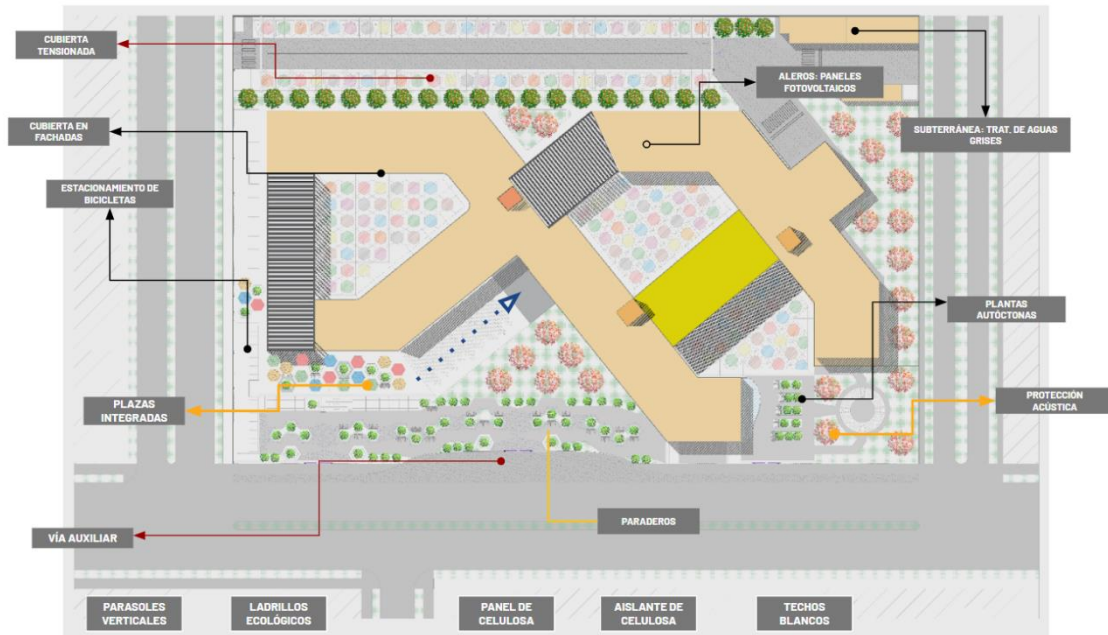 CUBIERTA
TENSIONADA
ALEROS: PANELES
FOTOVOLTAICOS
CUBIERTA EN
FACHADAS
SUBTERRÁNEA: TRAT. DE AGUAS
GRISES
ESTACIONAMIENTO DE
BICICLETAS
PLANTAS
AUTÓCTONAS
PLAZAS
INTEGRADAS
PROTECCIÓN
ACÚSTICA
PARADEROS
VÍA AUXILIAR
PARASOLES
VERTICALES
LADRILLOS
ECOLÓGICOS
PANEL DE
CELULOSA
AISLANTE DE
CELULOSA
TECHOS
BLANCOS